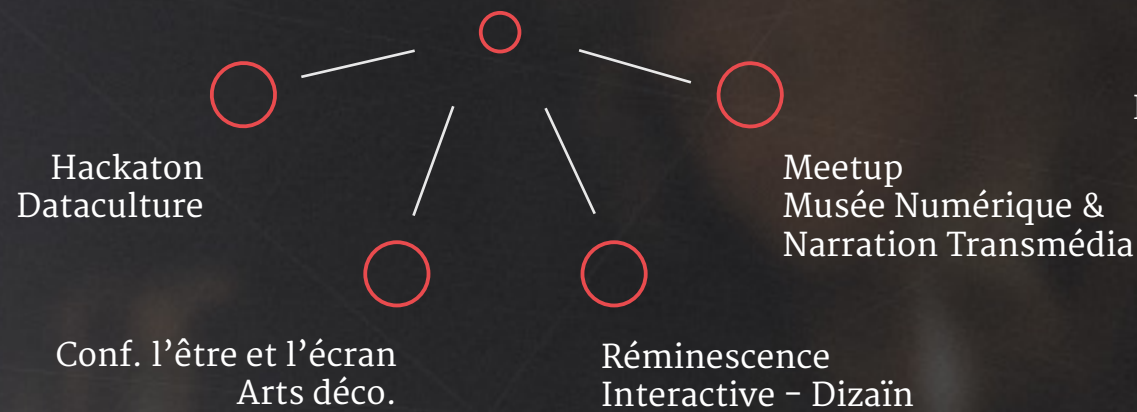 Hackaton
Dataculture
Meetup
Musée Numérique &
Narration Transmédia
Conf. l’être et l’écran
Arts déco.
Réminescence
Interactive - Dizaïn